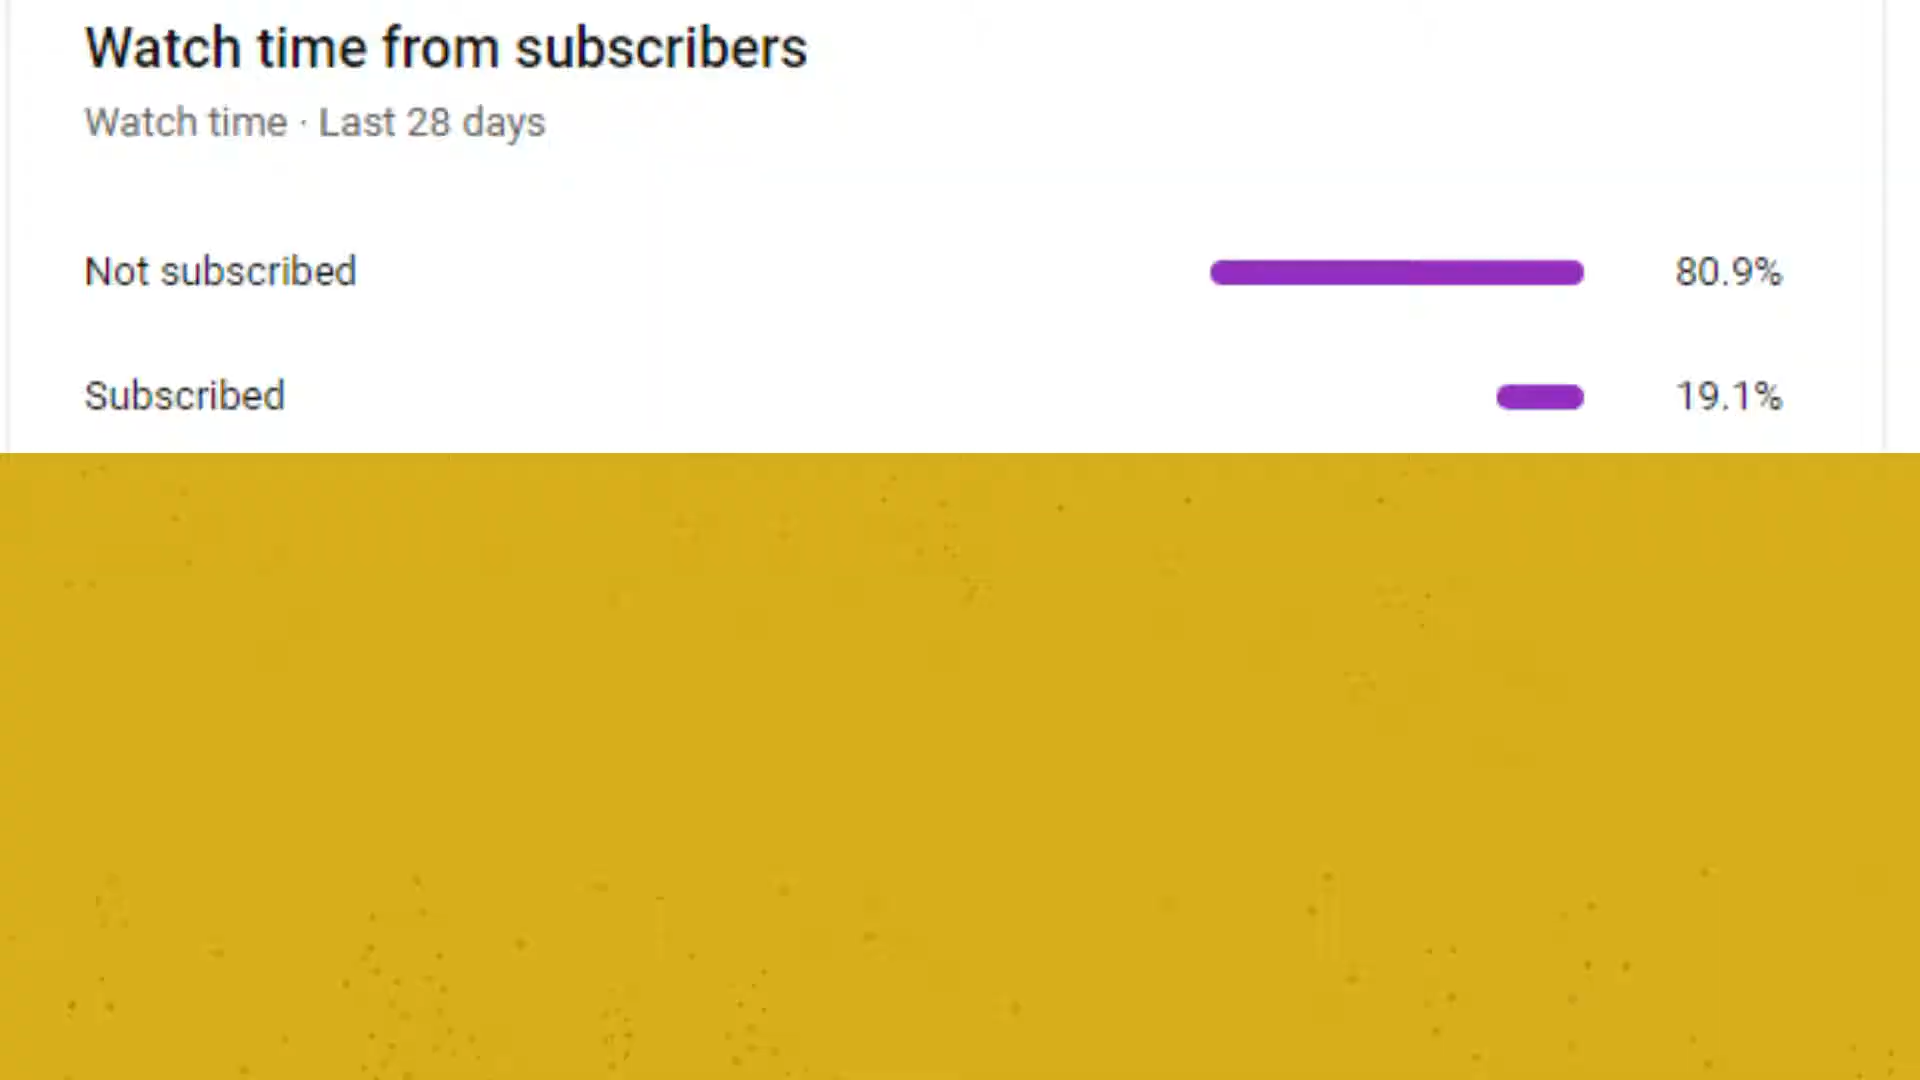 Watch time from subscribers
Watch time · Last 28 days
Not subscribed 80.9%
Subscribed 19.1%